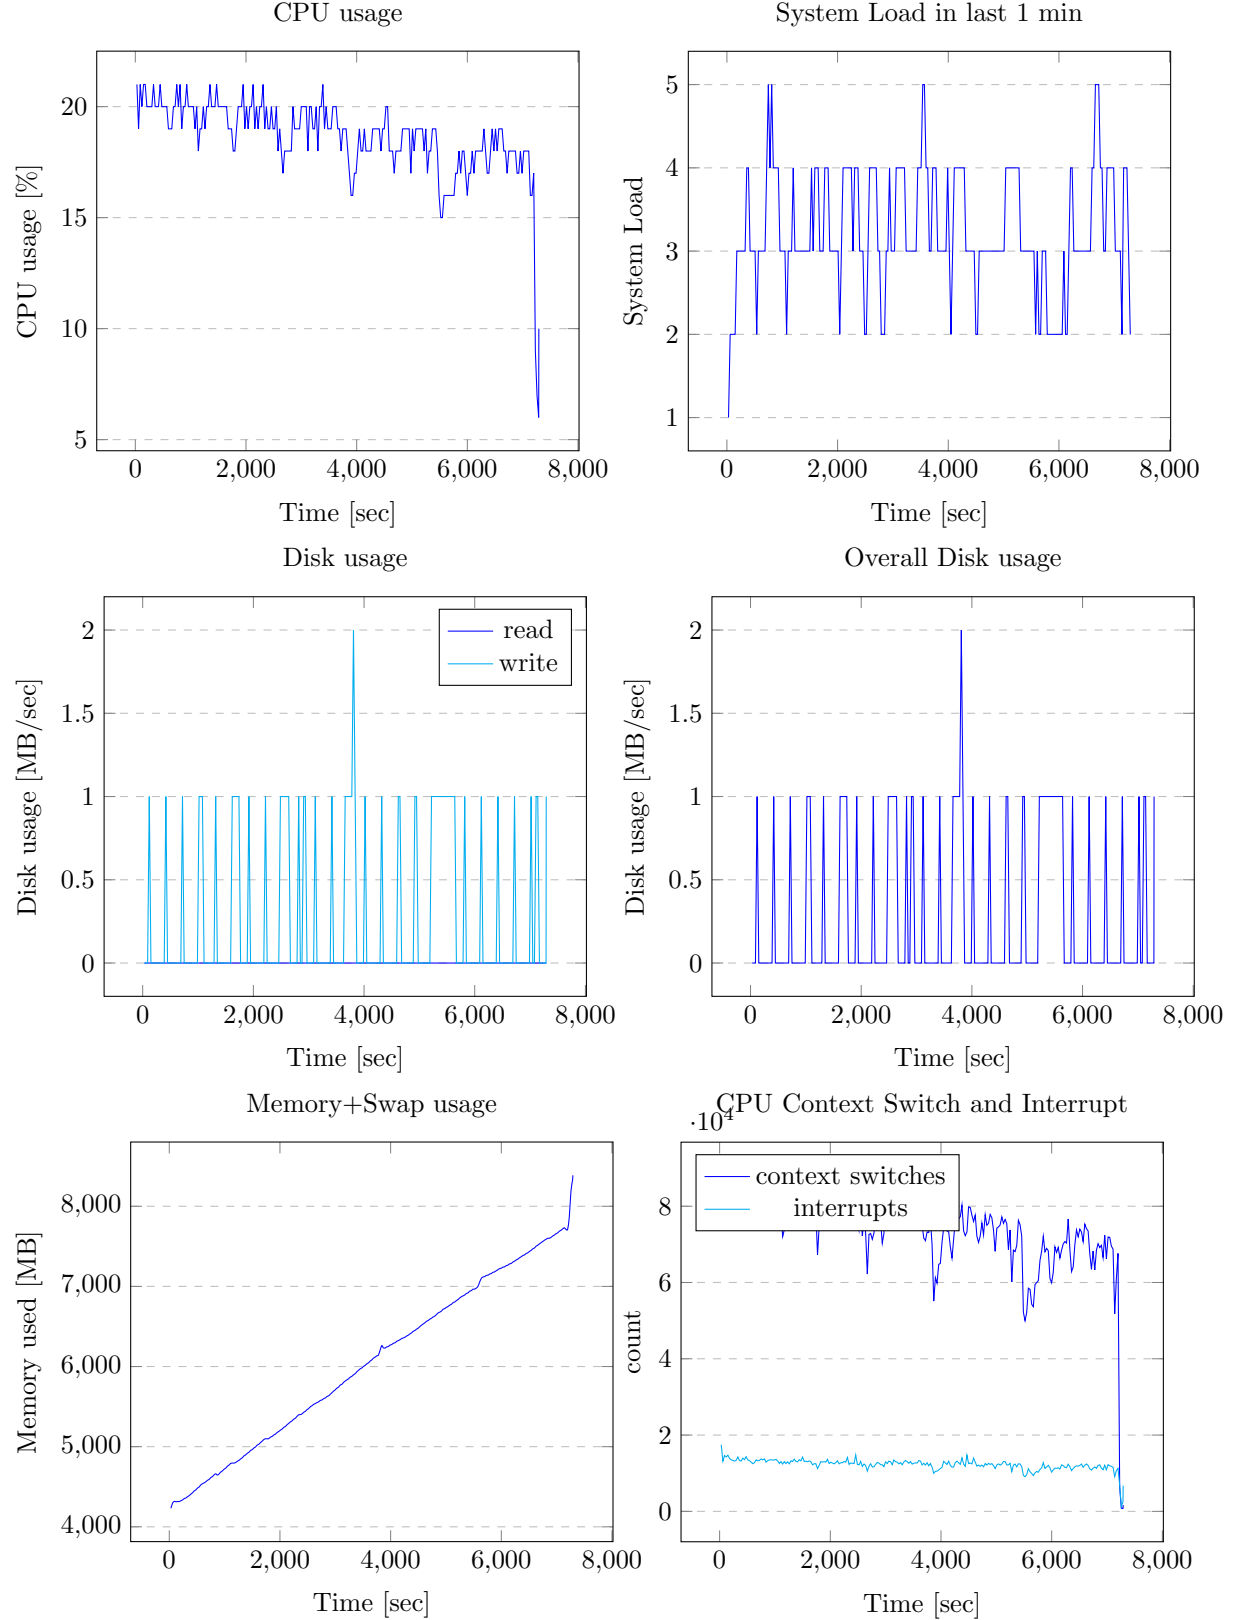 CPU usage
20
15
10
5
CPU usage [%]
0
2,000
4,000
6,000
8,000
Time [sec]
System Load in last 1 min
5
4
3
2
1
System Load
0
2,000
4,000
6,000
8,000
Time [sec]
Disk usage
read
write
2
1.5
1
0.5
0
Disk usage [MB/sec]
0
2,000
4,000
6,000
8,000
Time [sec]
Overall Disk usage
2
1.5
1
0.5
0
Disk usage [MB/sec]
0
2,000
4,000
6,000
8,000
Time [sec]
Memory+Swap usage
8,000
7,000
6,000
5,000
4,000
Memory used [MB]
0
2,000
4,000
6,000
8,000
Time [sec]
CPU Context Switch and Interrupt
·10^4
context switches
interrupts
8
6
4
2
0
count
0
2,000
4,000
6,000
8,000
Time [sec]